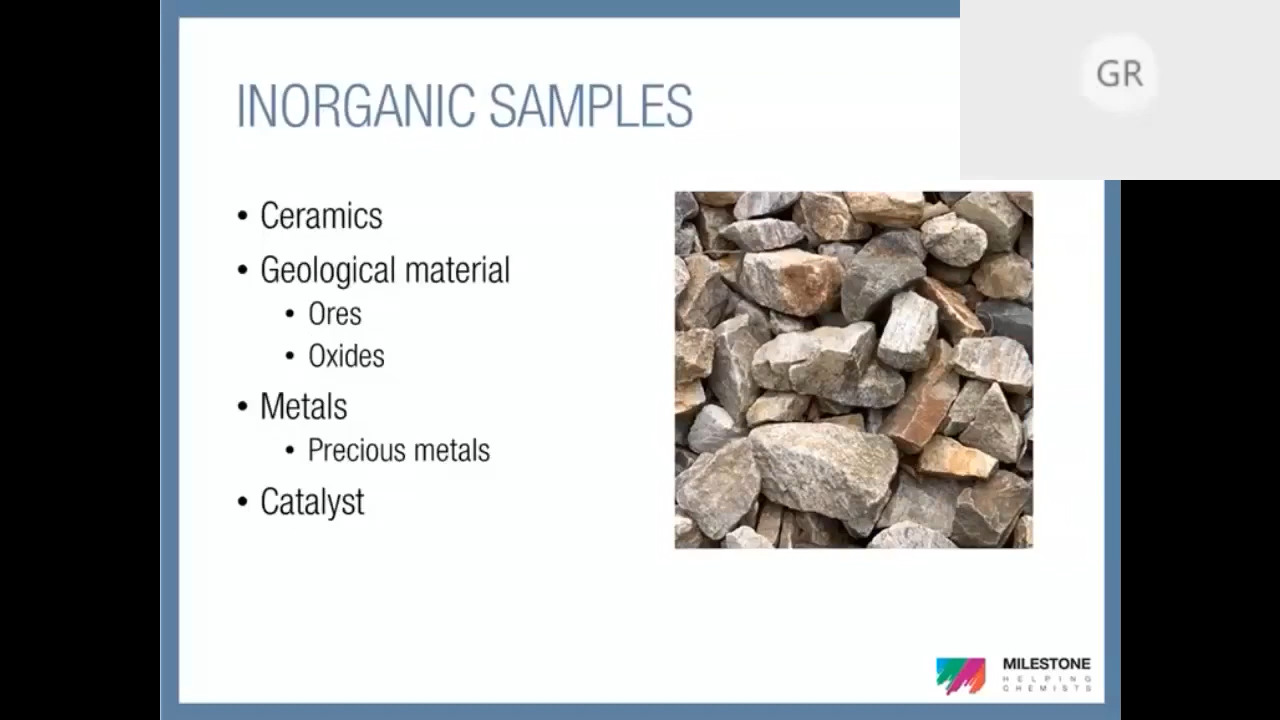 GR
INORGANIC SAMPLES
• Ceramics
• Geological material
• Ores
• Oxides
• Metals
• Precious metals
• Catalyst
MILESTONE
HELPING
CHEMISTS